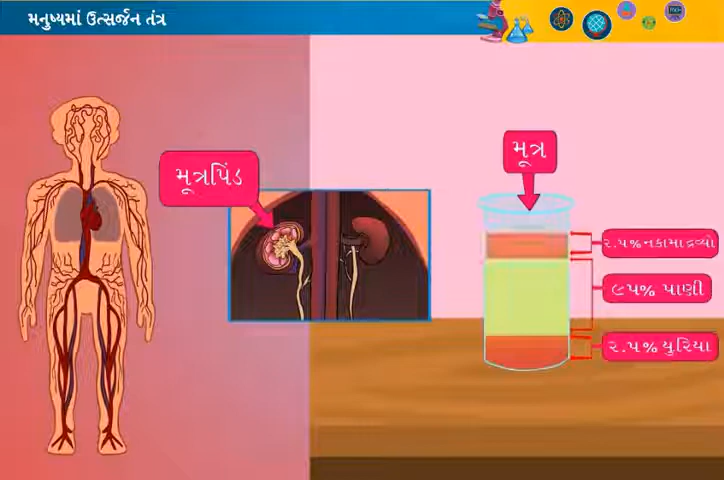 મનુષ્યમાં ઉત્સર્જન તંત્ર
મૂત્રપિંડ
મૂત્ર
૨.૫% નકામા દ્રવ્યો
૯૫% પાણી
૨.૫% યુરિયા